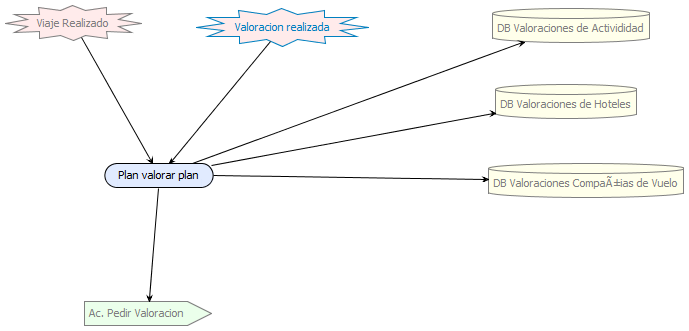 Viaje Realizado
Valoracion realizada
DB Valoraciones de Activididad
DB Valoraciones de Hoteles
Plan valorar plan
DB Valoraciones CompaÃ±ias de Vuelo
Ac. Pedir Valoracion